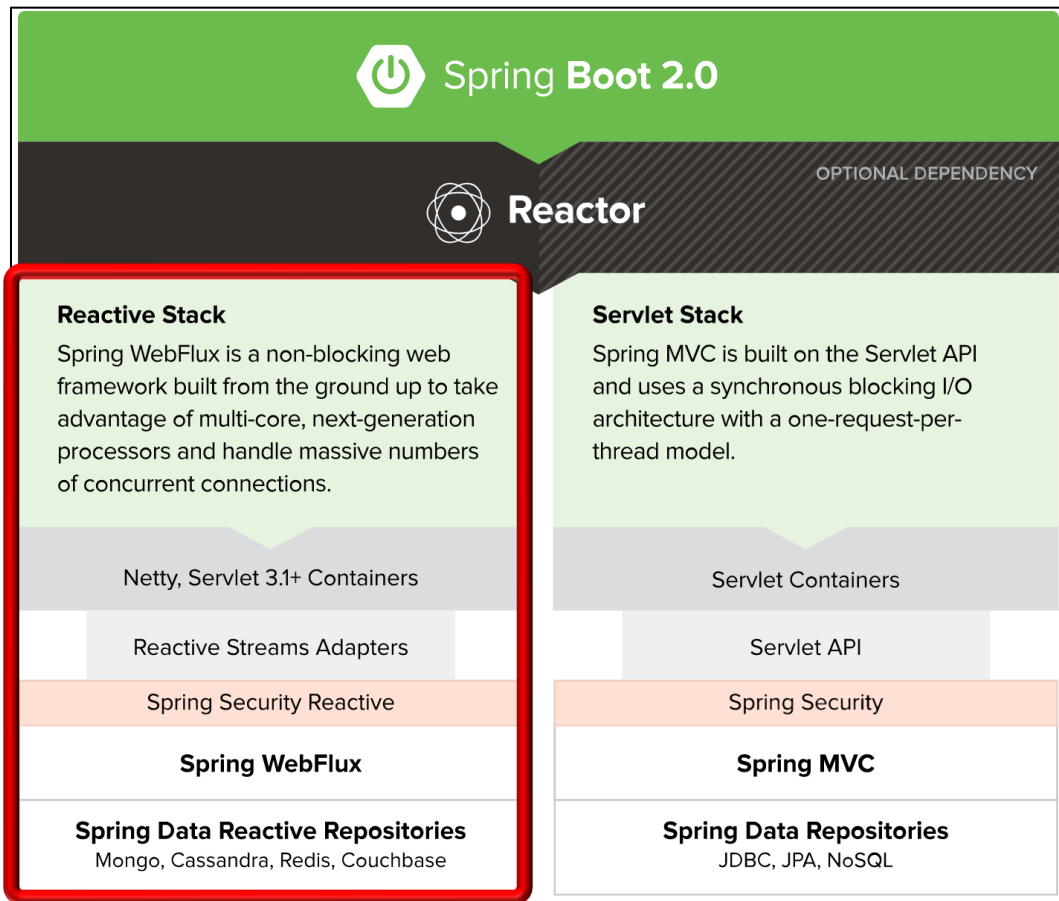 Spring Boot 2.0
OPTIONAL DEPENDENCY
Reactor
Reactive Stack
Spring WebFlux is a non-blocking web
framework built from the ground up to take
advantage of multi-core, next-generation
processors and handle massive numbers
of concurrent connections.
Netty, Servlet 3.1+ Containers
Reactive Streams Adapters
Spring Security Reactive
Spring WebFlux
Spring Data Reactive Repositories
Mongo, Cassandra, Redis, Couchbase
Servlet Stack
Spring MVC is built on the Servlet API
and uses a synchronous blocking I/O
architecture with a one-request-per-
thread model.
Servlet Containers
Servlet API
Spring Security
Spring MVC
Spring Data Repositories
JDBC, JPA, NoSQL